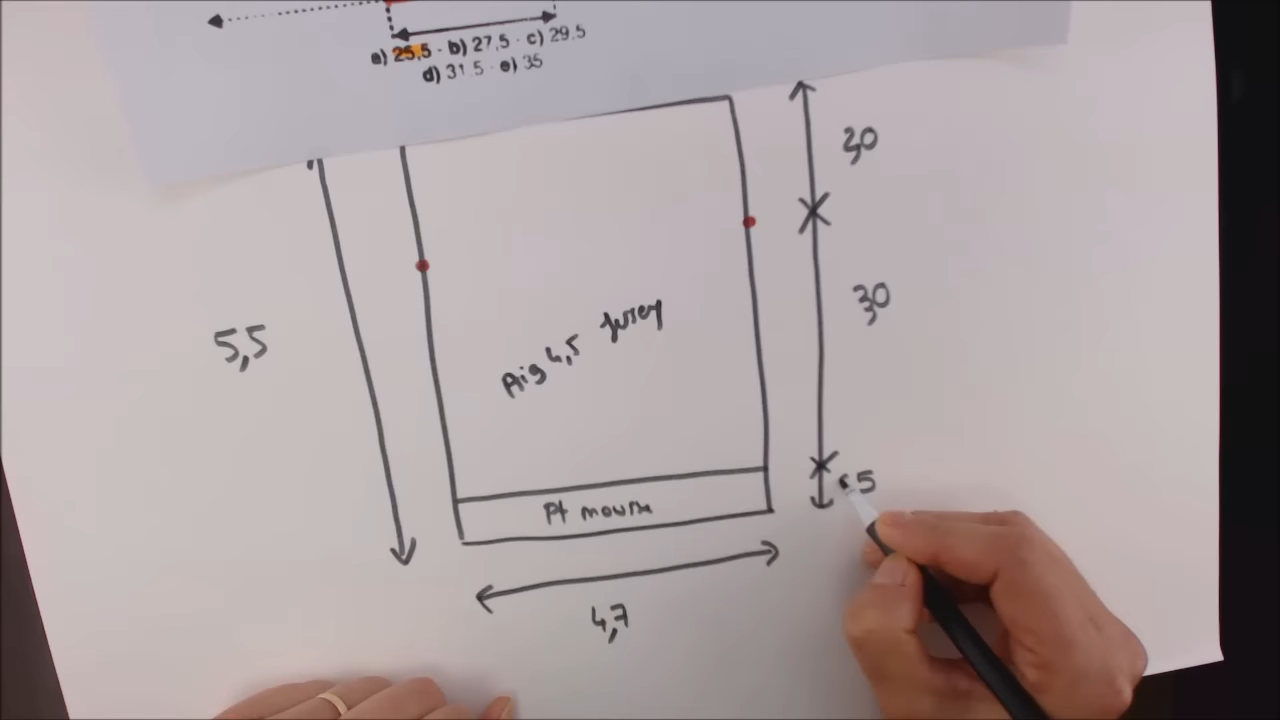 a) 25,5 - b) 27,5 - c) 29,5
d) 31,5 - e) 35
30
30
5,5
Aig 4,5 jersey
Pt mousse
4,7